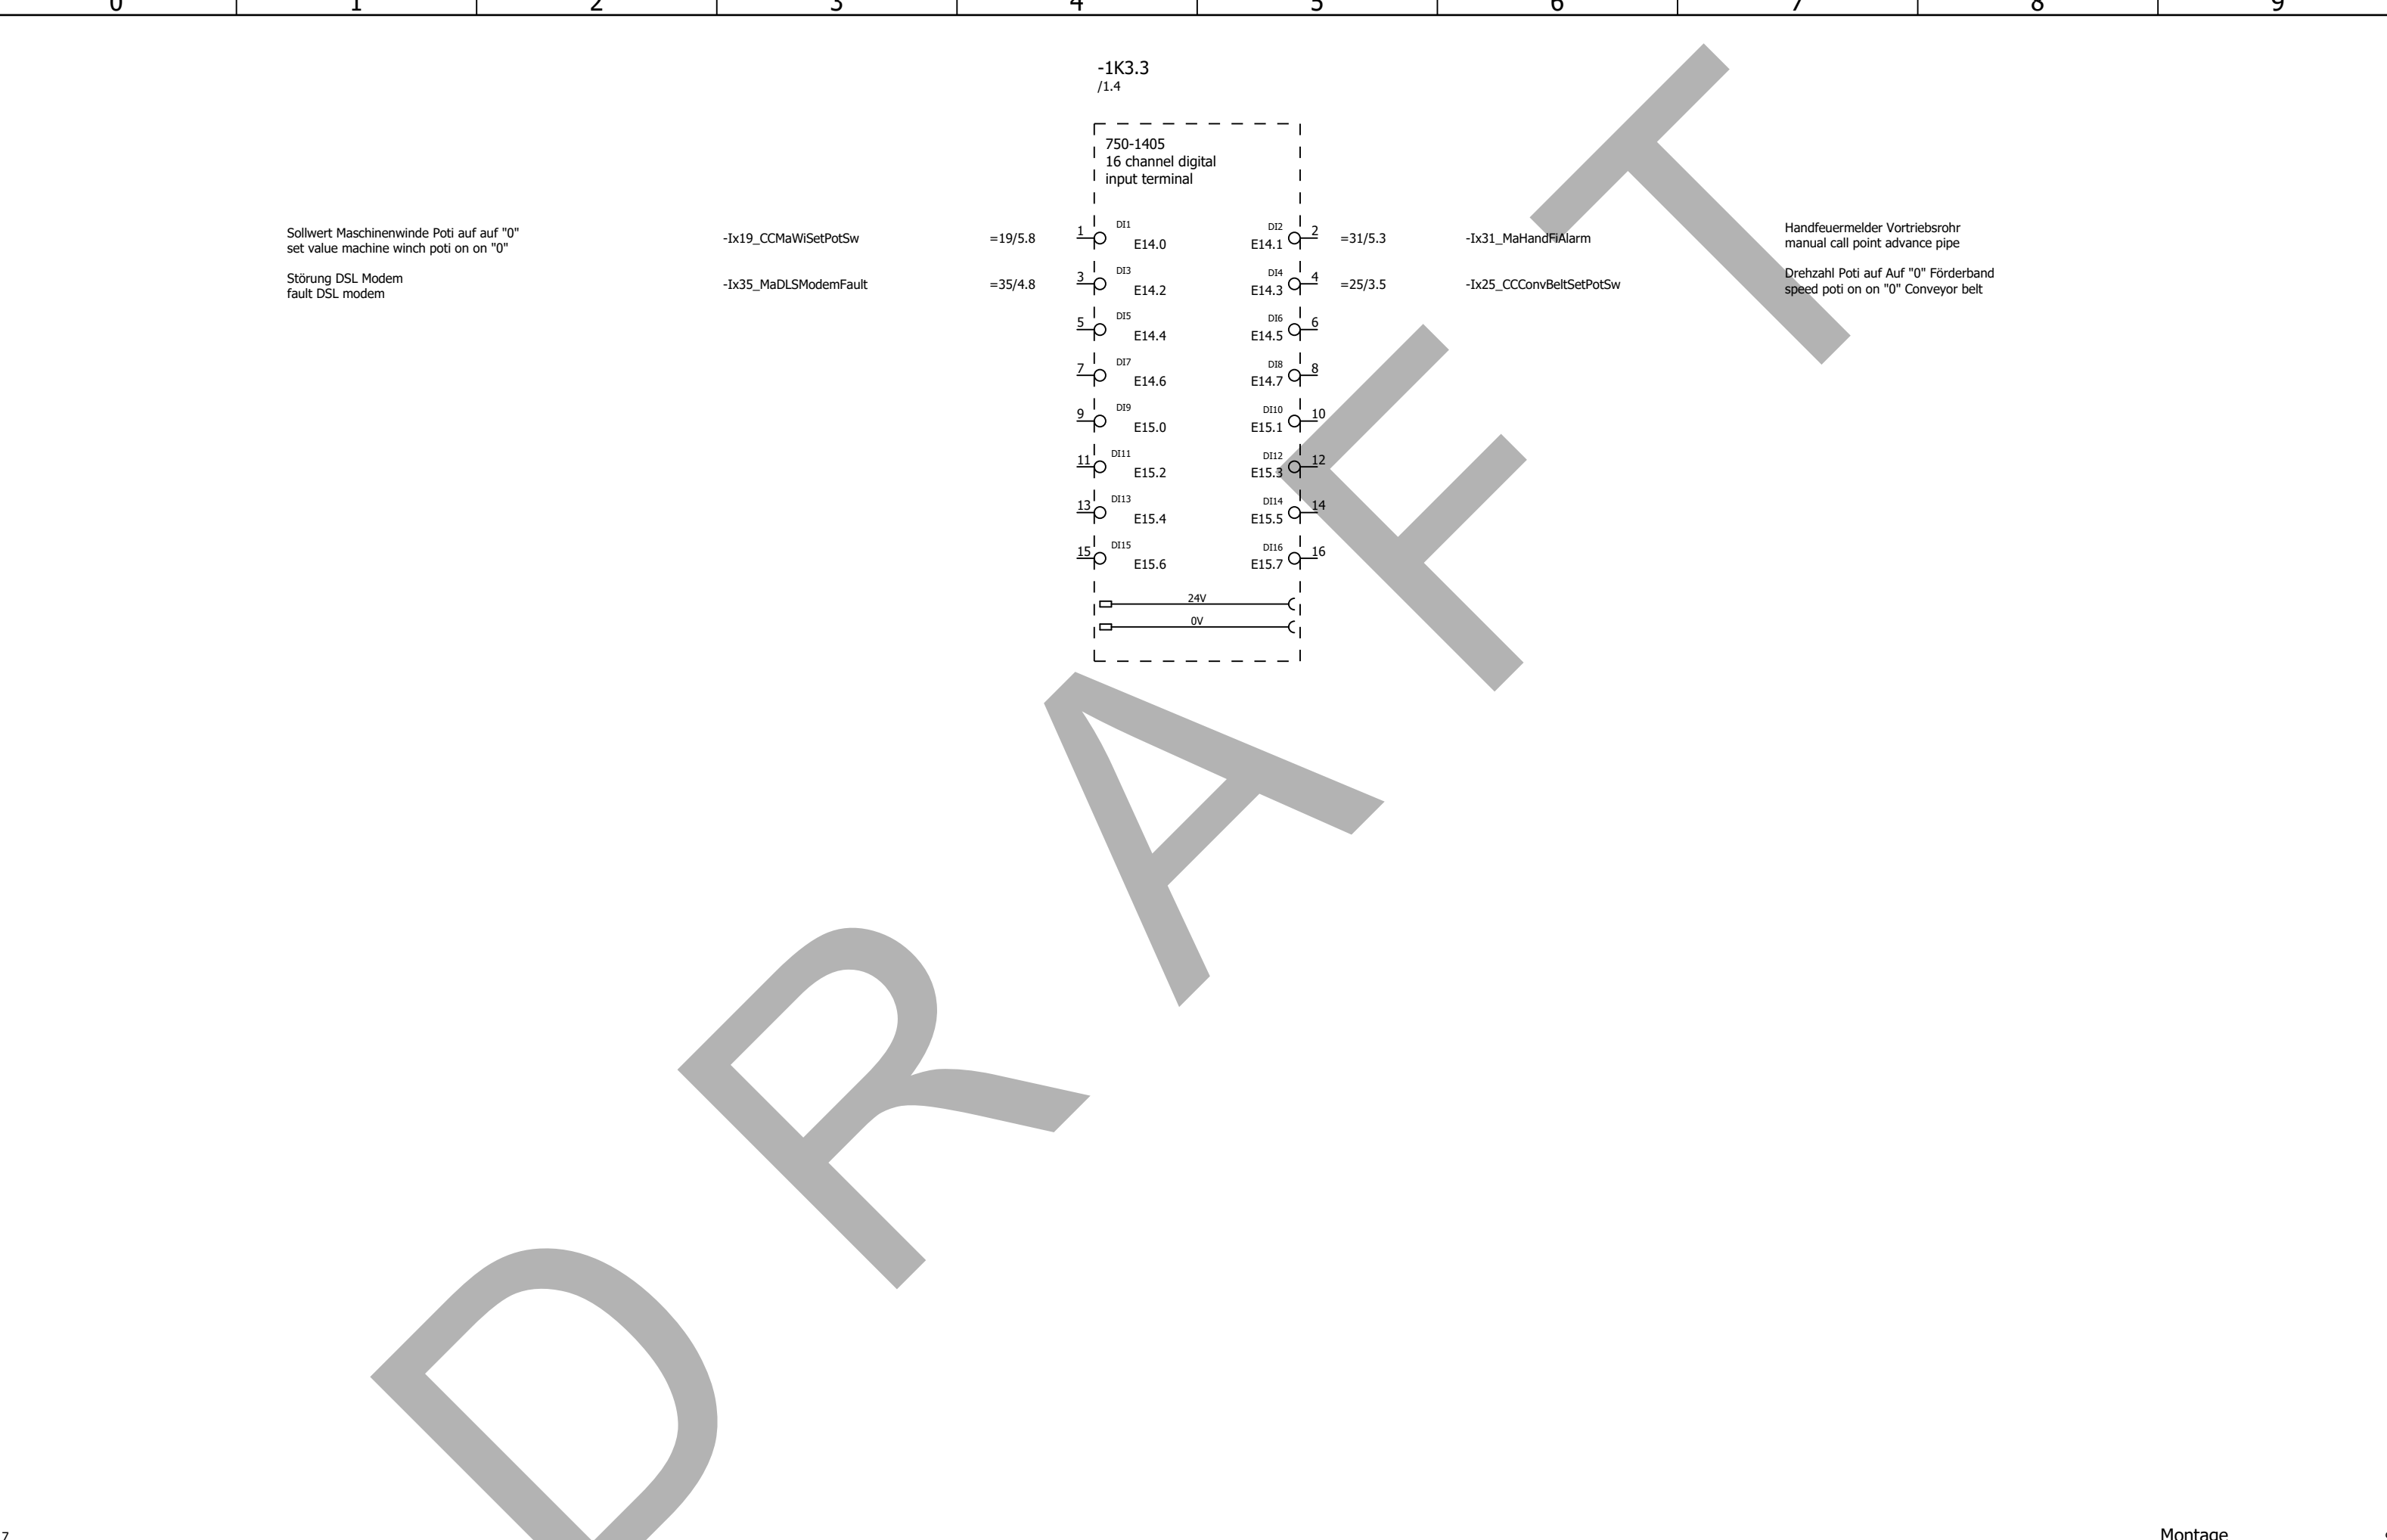 0 1 2 3 4 5 6 7 8 9
-1K3.3
/1.4
750-1405
16 channel digital
input terminal
Sollwert Maschinenwinde Poti auf auf "0"
set value machine winch poti on on "0"
-Ix19_CCMaWiSetPotSw =19/5.8 1 DI1 E14.0 DI2 E14.1 2 =31/5.3 -Ix31_MaHandFiAlarm
Handfeuermelder Vortriebsrohr
manual call point advance pipe
Störung DSL Modem
fault DSL modem
-Ix35_MaDLSModemFault =35/4.8 3 DI3 E14.2 DI4 E14.3 4 =25/3.5 -Ix25_CCConvBeltSetPotSw
Drehzahl Poti auf Auf "0" Förderband
speed poti on on "0" Conveyor belt
5 DI5 E14.4 DI6 E14.5 6
7 DI7 E14.6 DI8 E14.7 8
9 DI9 E15.0 DI10 E15.1 10
11 DI11 E15.2 DI12 E15.3 12
13 DI13 E15.4 DI14 E15.5 14
15 DI15 E15.6 DI16 E15.7 16
24V
0V
DRAFT
7
Montage